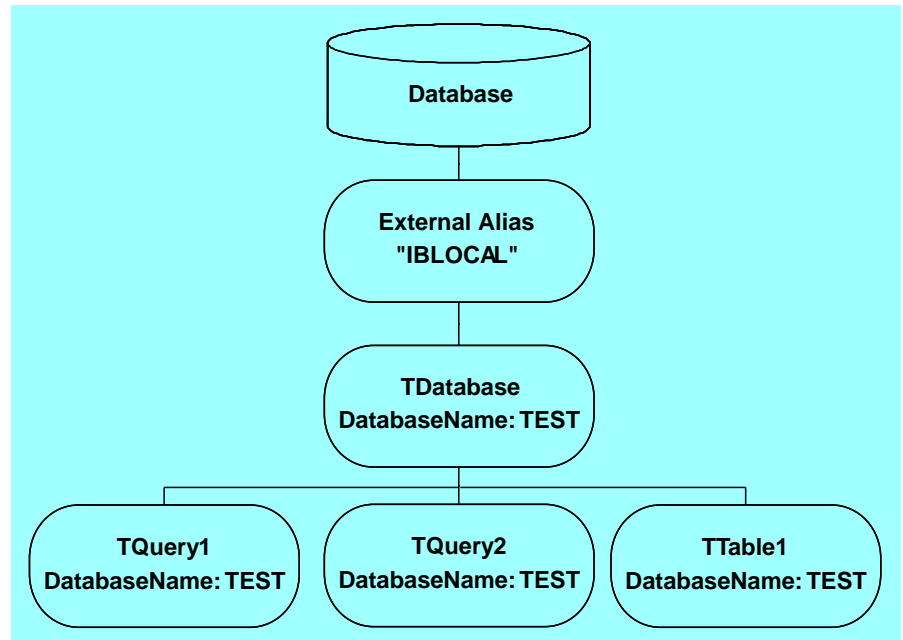 Database
External Alias
"IBLOCAL"
TDatabase
DatabaseName: TEST
TQuery1
DatabaseName: TEST
TQuery2
DatabaseName: TEST
TTable1
DatabaseName: TEST